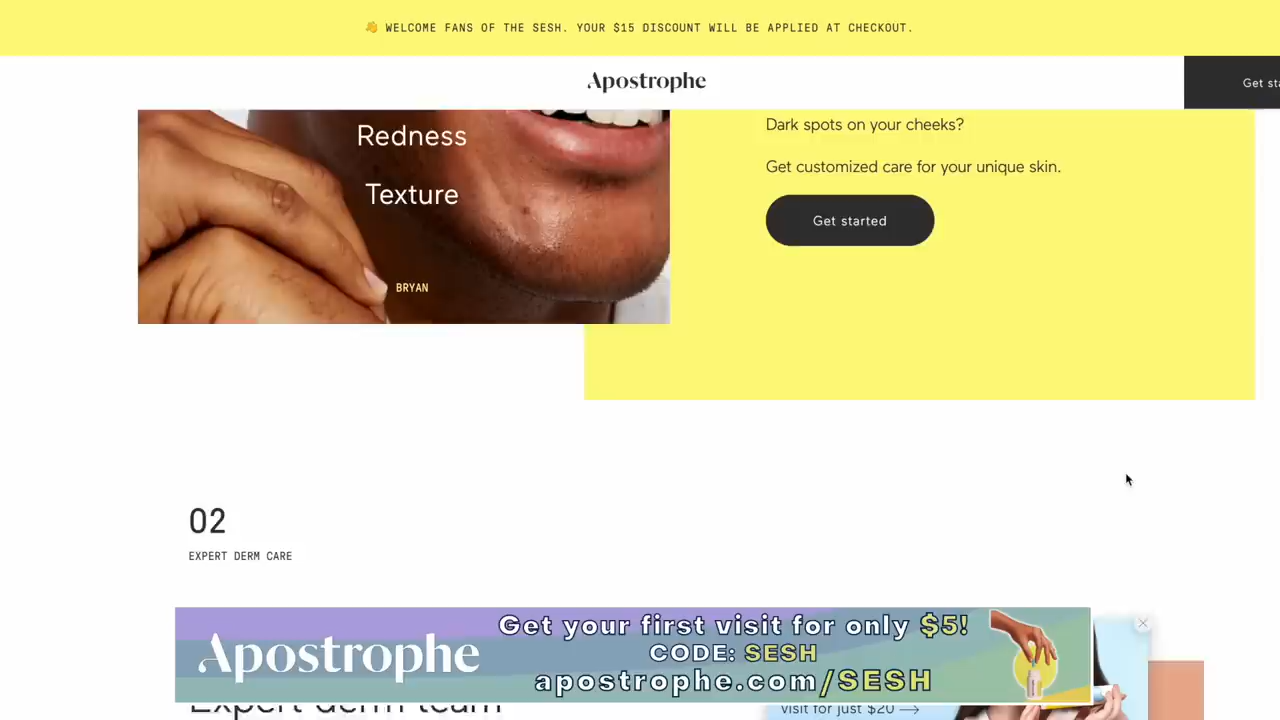 👋 WELCOME FANS OF THE SESH. YOUR $15 DISCOUNT WILL BE APPLIED AT CHECKOUT.
Apostrophe
Get sta
Redness
Texture
BRYAN
Dark spots on your cheeks?
Get customized care for your unique skin.
Get started
02
EXPERT DERM CARE
Apostrophe
Get your first visit for only $5!
CODE: SESH
apostrophe.com/SESH
Expert derm team
visit for just $20 →